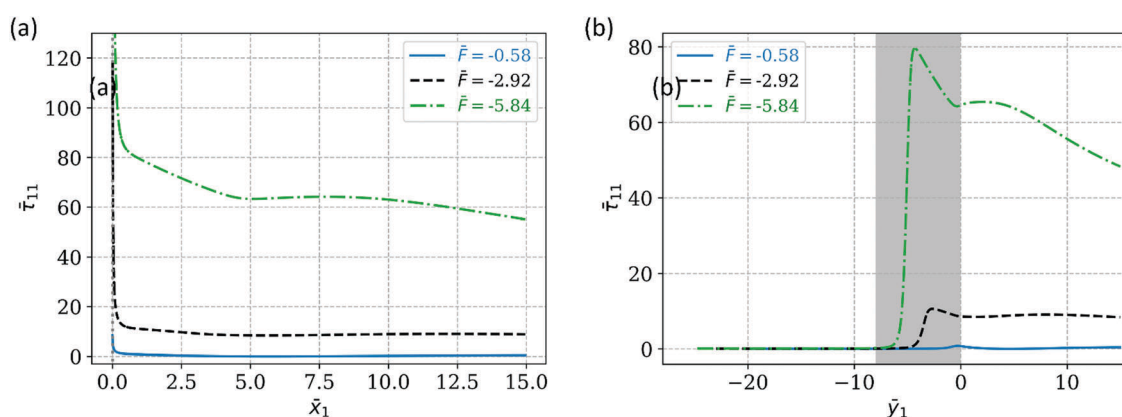 (a)
120
100
80
60
40
20
0
(a)
τ̄₁₁
0.0 2.5 5.0 7.5 10.0 12.5 15.0
x̄₁
F̄ = -0.58
F̄ = -2.92
F̄ = -5.84
(b)
80
60
40
20
0
(b)
τ̄₁₁
−20 −10 0 10
ȳ₁
F̄ = -0.58
F̄ = -2.92
F̄ = -5.84